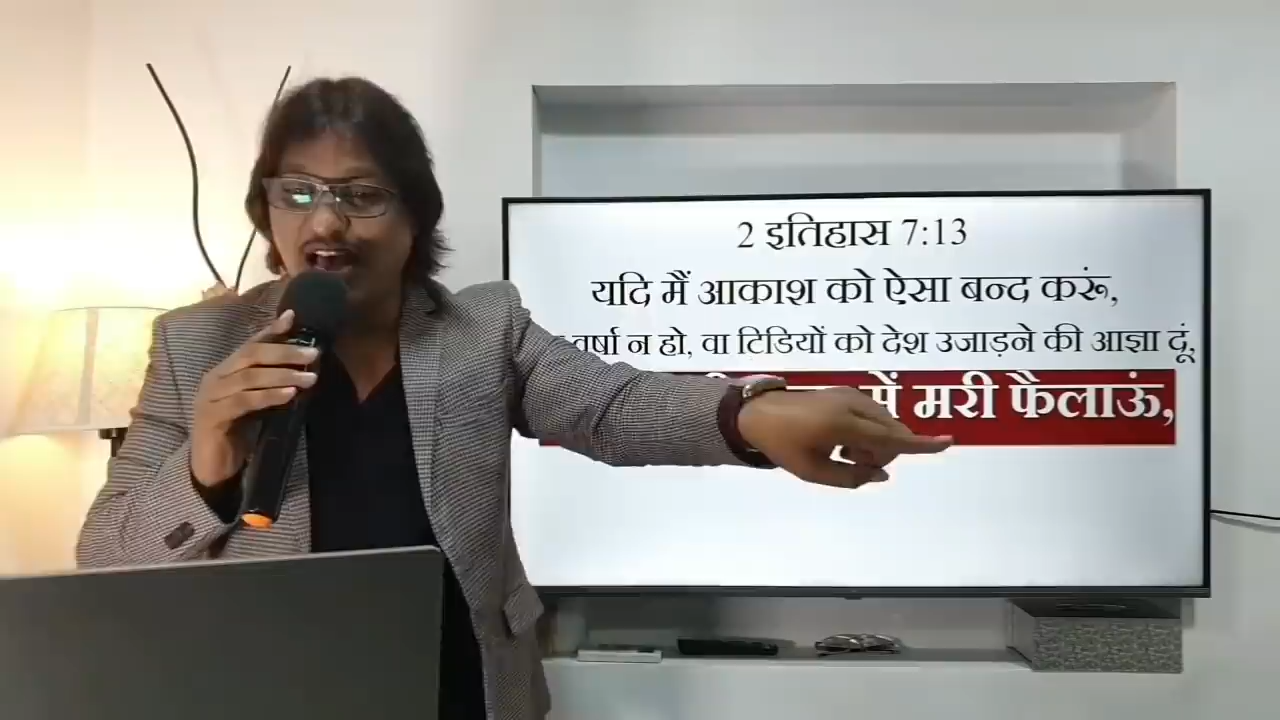 2 इतिहास 7:13
यदि मैं आकाश को ऐसा बन्द करूं,
वर्षा न हो, वा टिडियों को देश उजाड़ने की आज्ञा दूं,
में मरी फैलाऊं,